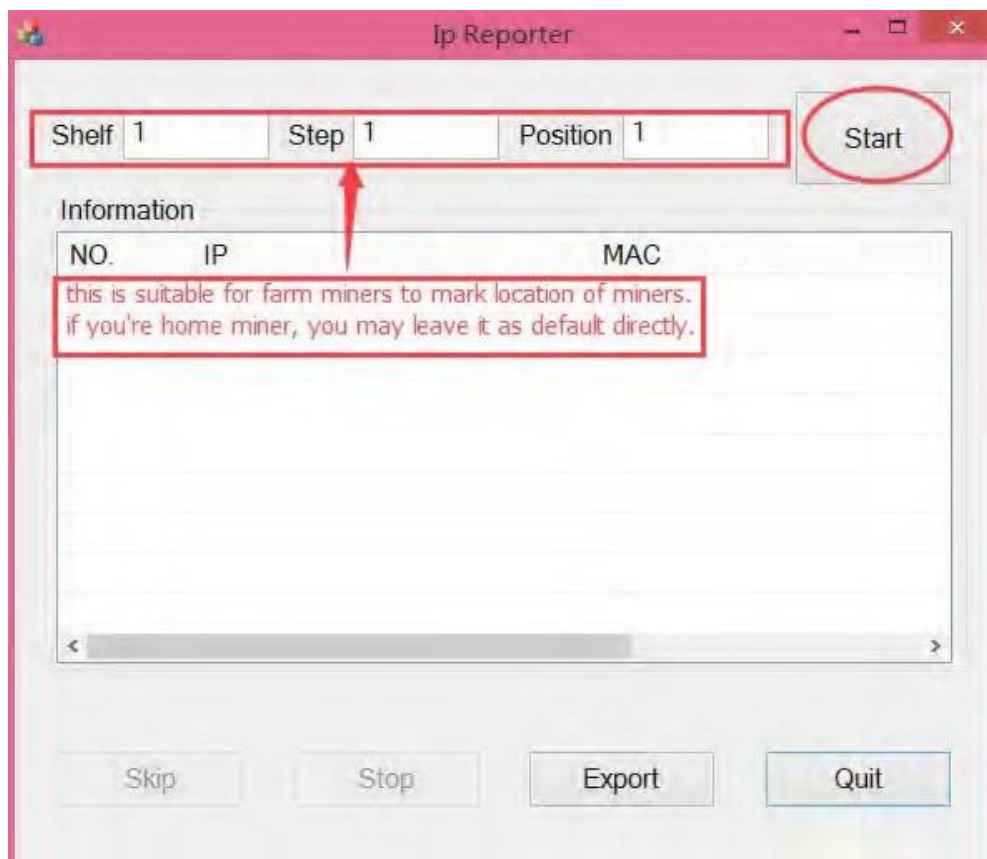 Ip Reporter
Shelf 1 Step 1 Position 1 Start
Information
NO. IP MAC
this is suitable for farm miners to mark location of miners.
if you're home miner, you may leave it as default directly.
Skip Stop Export Quit